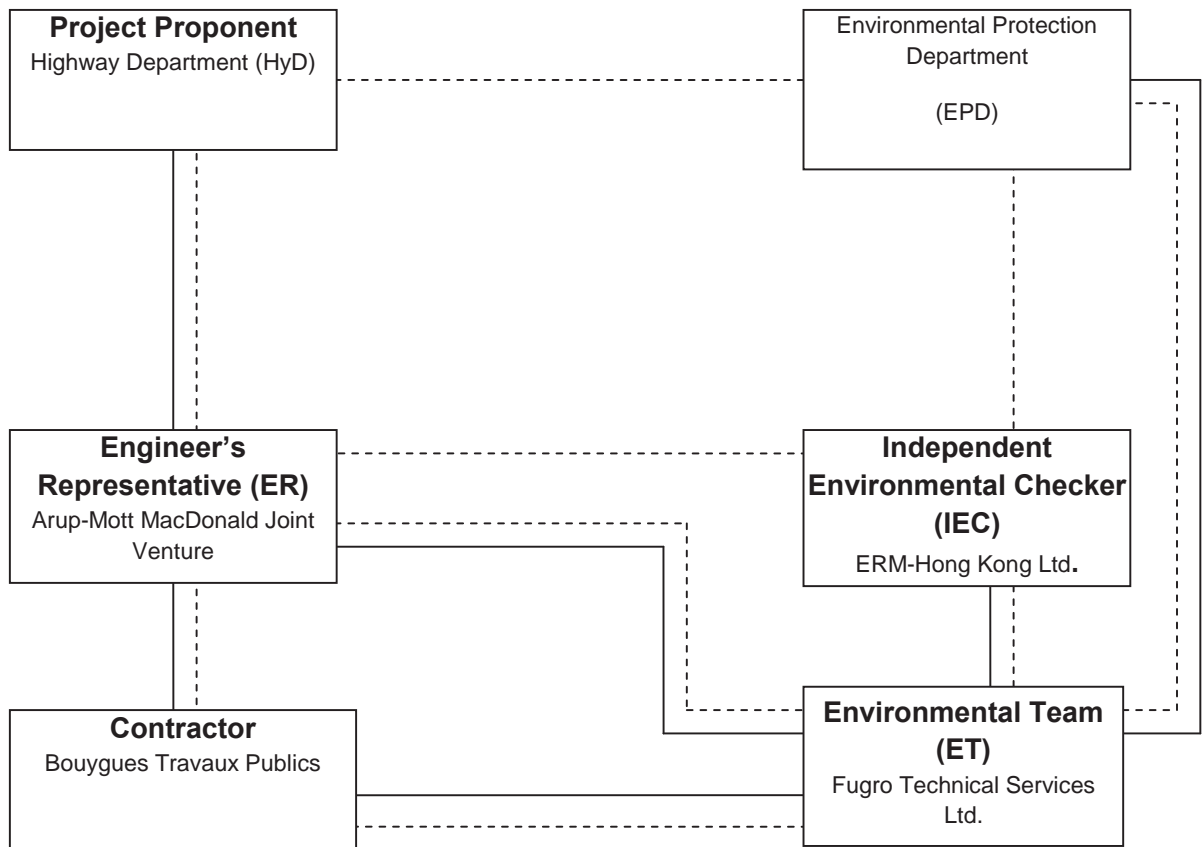 Project Proponent
Highway Department (HyD)
Environmental Protection
Department
(EPD)
Engineer’s
Representative (ER)
Arup-Mott MacDonald Joint
Venture
Independent
Environmental Checker
(IEC)
ERM-Hong Kong Ltd.
Contractor
Bouygues Travaux Publics
Environmental Team
(ET)
Fugro Technical Services
Ltd.